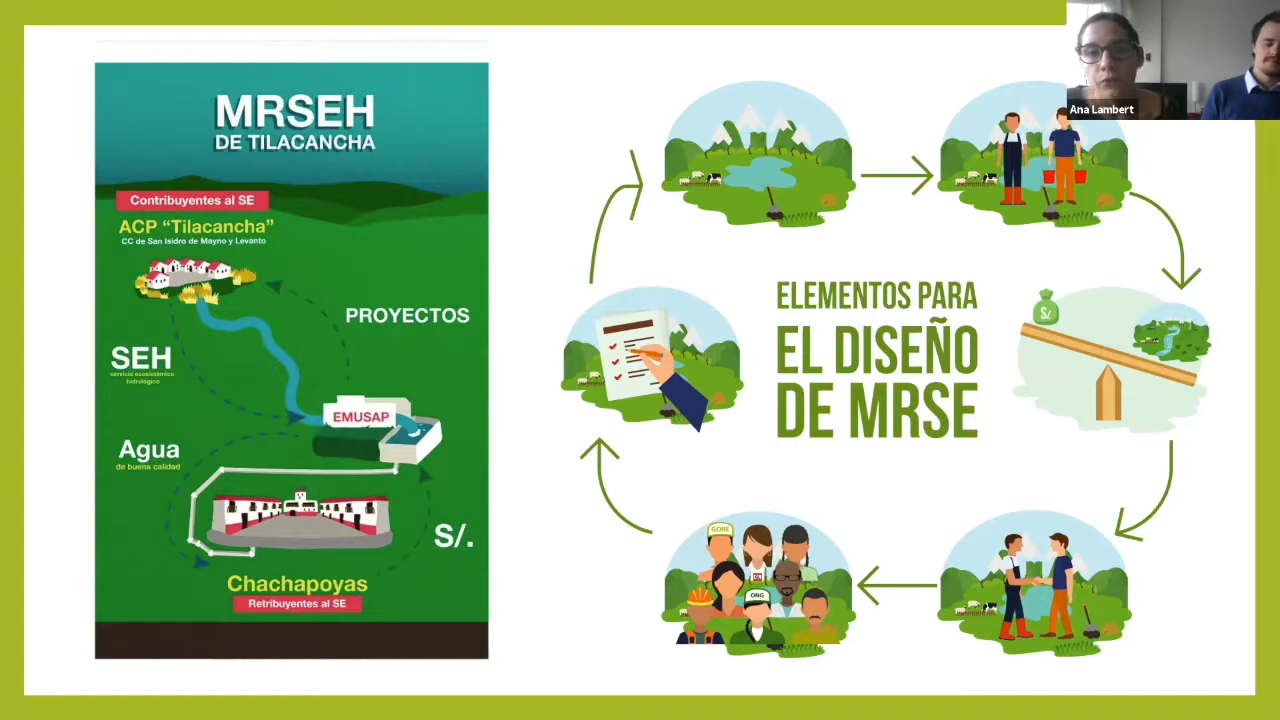 MRSEH
DE TILACANCHA
Contribuyentes al SE
ACP “Tilacancha”
CC de San Isidro de Mayno y Levanto
PROYECTOS
SEH
servicio ecosistémico
hidrológico
EMUSAP
Agua
de buena calidad
S/.
Chachapoyas
Retribuyentes al SE
ELEMENTOS PARA
EL DISEÑO
DE MRSE
S/.
GORE
ONG
Ana Lambert